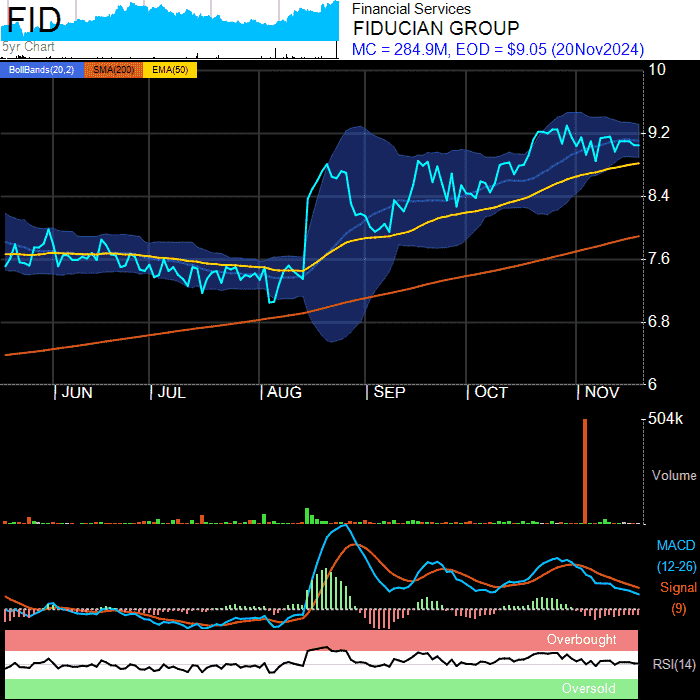 FID
5yr Chart
Financial Services
FIDUCIAN GROUP
MC = 284.9M, EOD = $9.05 (20Nov2024)
BollBands(20,2) SMA(200) EMA(50)
10
9.2
8.4
7.6
6.8
6
JUN JUL AUG SEP OCT NOV
504k
Volume
MACD
(12-26)
Signal
(9)
Overbought
RSI(14)
Oversold